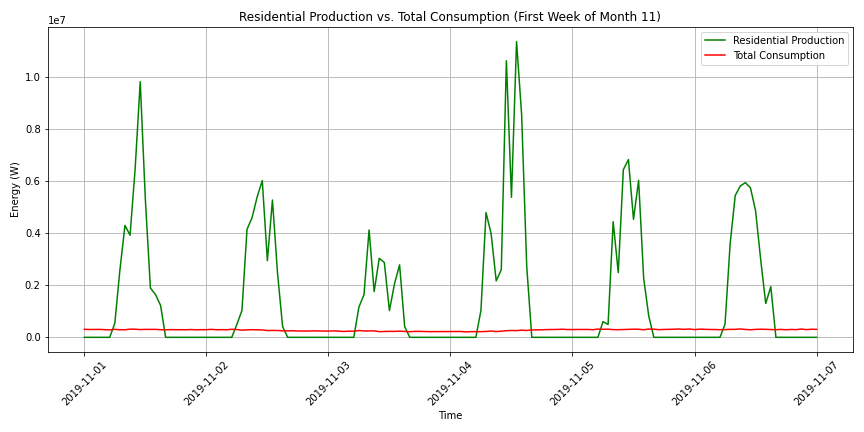 Residential Production vs. Total Consumption (First Week of Month 11)
1e7
Residential Production
Total Consumption
1.0
0.8
0.6
0.4
0.2
0.0
Energy (W)
2019-11-01
2019-11-02
2019-11-03
2019-11-04
2019-11-05
2019-11-06
2019-11-07
Time